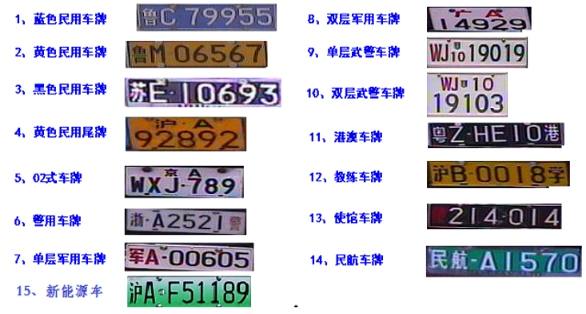 1、蓝色民用车牌
鲁C 79955
2、黄色民用车牌
鲁M 06567
3、黑色民用车牌
苏E·10693
4、黄色民用尾牌
沪·A
92892
5、02式车牌
京 A
WXJ·789
6、警用车牌
浙·A2521警
7、单层军用车牌
军A·00605
15、新能源车
沪A·F51189
8、双层军用车牌
广 A
14929
9、单层武警车牌
WJ10 19019
10、双层武警车牌
WJ 10
19103
11、港澳车牌
粤Z·HE10港
12、教练车牌
沪B·0018学
13、使馆车牌
214·014
14、民航车牌
民航·A1570